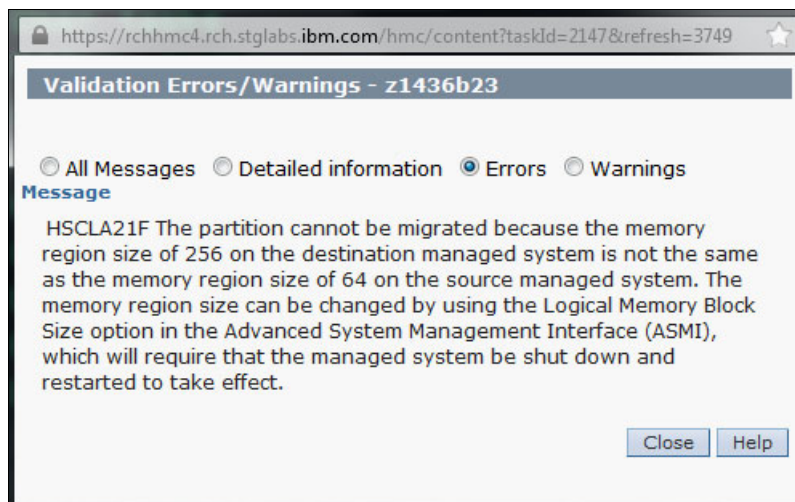 https://rchhmc4.rch.stglabs.ibm.com/hmc/content?taskId=2147&refresh=3749
Validation Errors/Warnings - z1436b23
All Messages Detailed information Errors Warnings
Message
HSCLA21F The partition cannot be migrated because the memory
region size of 256 on the destination managed system is not the same
as the memory region size of 64 on the source managed system. The
memory region size can be changed by using the Logical Memory Block
Size option in the Advanced System Management Interface (ASMI),
which will require that the managed system be shut down and
restarted to take effect.
Close Help